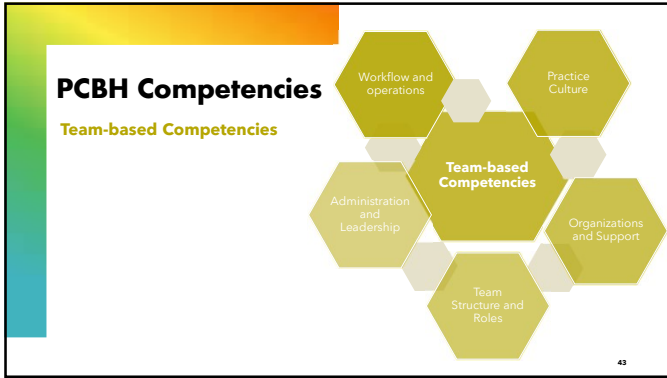 PCBH Competencies
Team-based Competencies
Workflow and
operations
Practice
Culture
Team-based
Competencies
Administration
and
Leadership
Organizations
and Support
Team
Structure and
Roles
43